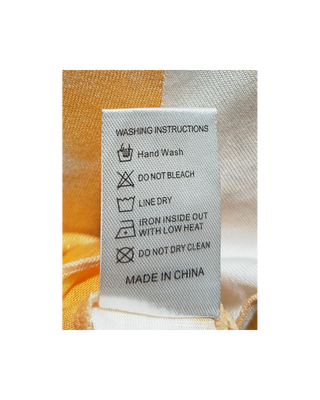 WASHING INSTRUCTIONS
Hand Wash
DO NOT BLEACH
LINE DRY
IRON INSIDE OUT
WITH LOW HEAT
DO NOT DRY CLEAN
MADE IN CHINA